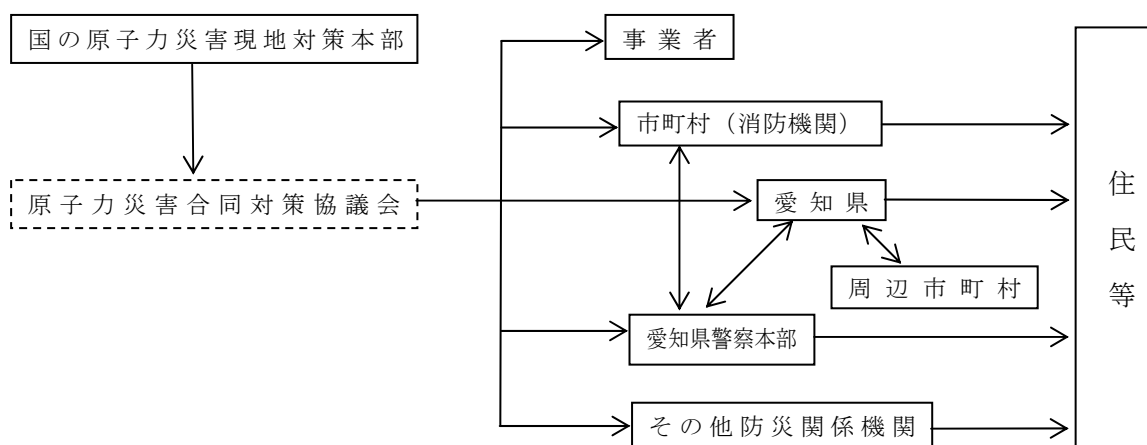 国の原子力災害現地対策本部
事業者
市町村（消防機関）
原子力災害合同対策協議会
愛知県
周辺市町村
愛知県警察本部
その他防災関係機関
住民等